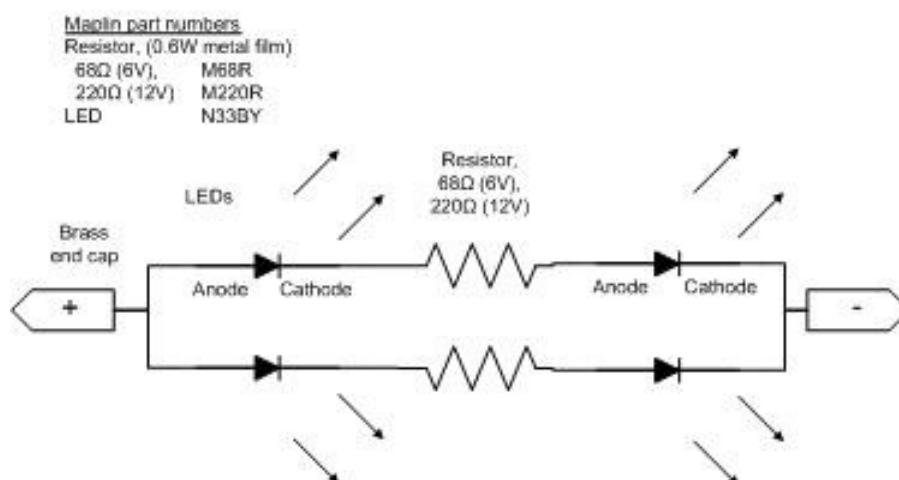 Maplin part numbers
Resistor, (0.6W metal film)
68Ω (6V), M68R
220Ω (12V) M220R
LED N33BY
LEDs
Resistor,
68Ω (6V),
220Ω (12V)
Brass
end cap
Anode Cathode
Anode Cathode
+
-